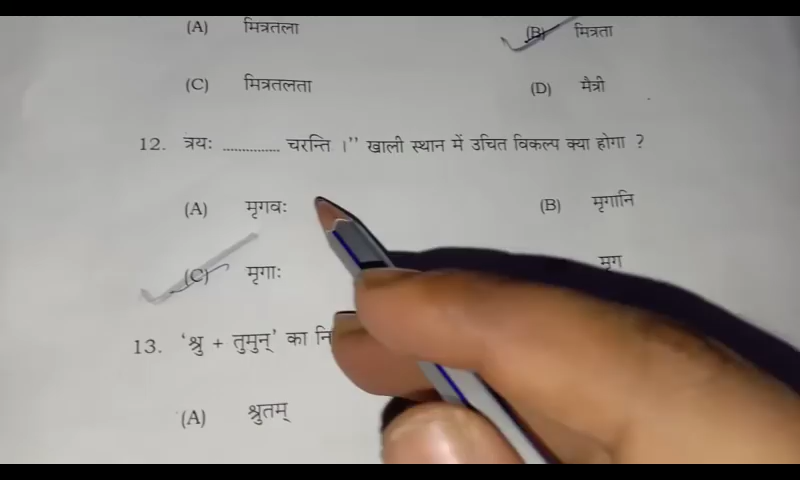 (A) मित्रतला (B) मित्रता
(C) मित्रतलता (D) मैत्री
12. त्रयः .............. चरन्ति ।” खाली स्थान में उचित विकल्प क्या होगा ?
(A) मृगवः (B) मृगानि
(C) मृगाः मृग
13. ‘श्रु + तुमुन्’ का नि
(A) श्रुतम्